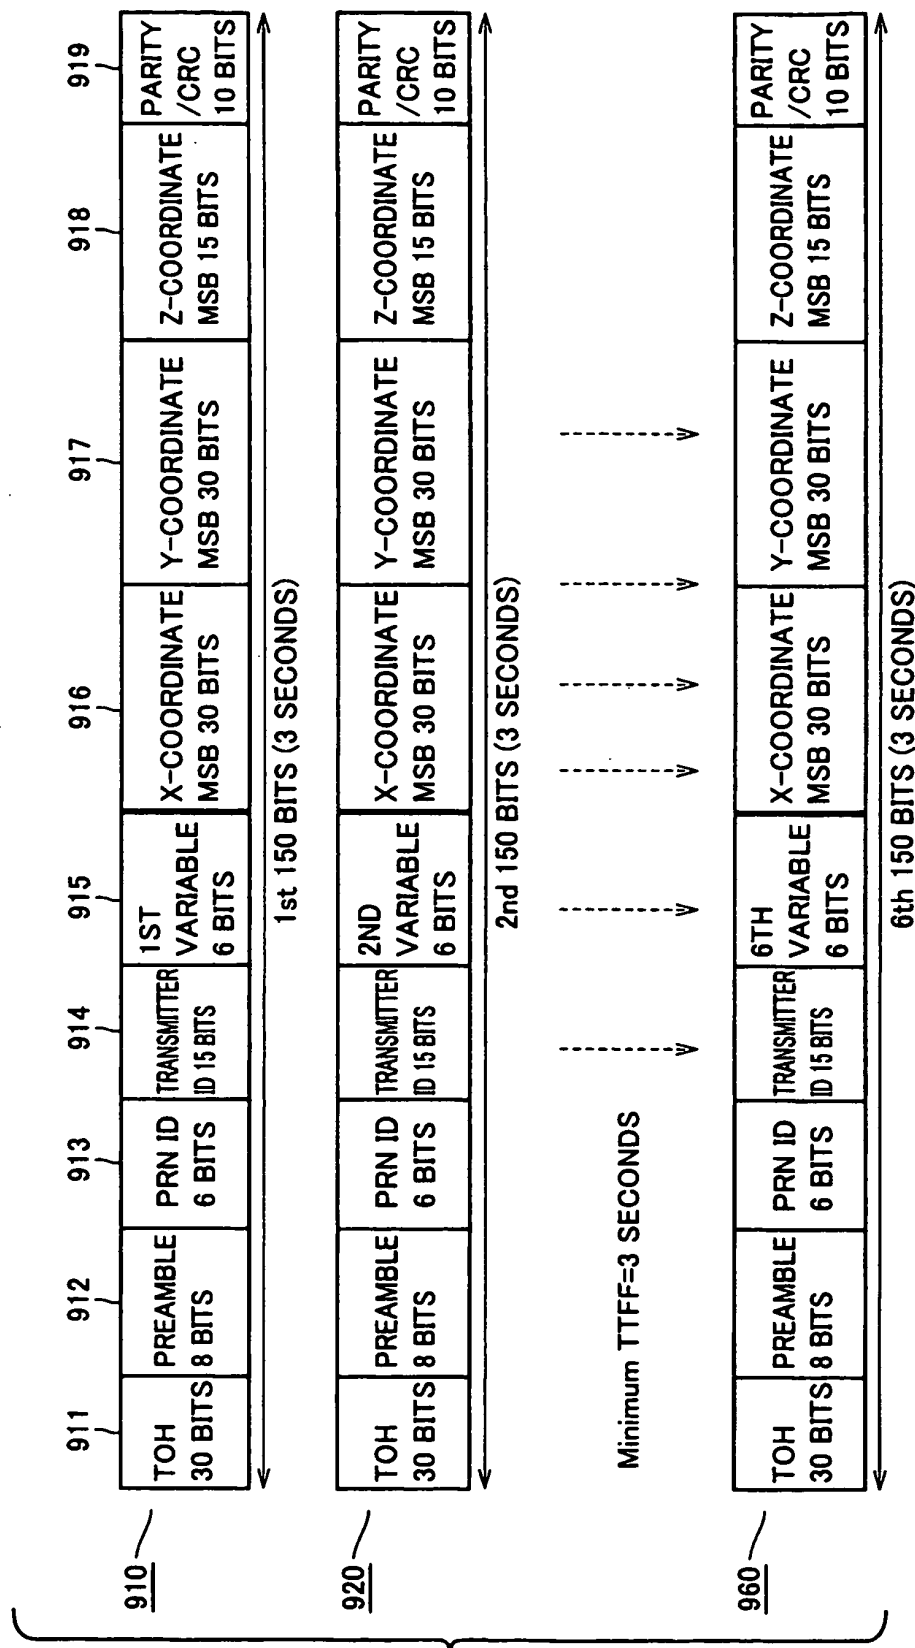 911
912
913
914
915
916
917
918
919
910
TOH
30 BITS
PREAMBLE
8 BITS
PRN ID
6 BITS
TRANSMITTER
ID 15 BITS
1ST
VARIABLE
6 BITS
X-COORDINATE
MSB 30 BITS
Y-COORDINATE
MSB 30 BITS
Z-COORDINATE
MSB 15 BITS
PARITY
/CRC
10 BITS
1st 150 BITS (3 SECONDS)
920
TOH
30 BITS
PREAMBLE
8 BITS
PRN ID
6 BITS
TRANSMITTER
ID 15 BITS
2ND
VARIABLE
6 BITS
X-COORDINATE
MSB 30 BITS
Y-COORDINATE
MSB 30 BITS
Z-COORDINATE
MSB 15 BITS
PARITY
/CRC
10 BITS
2nd 150 BITS (3 SECONDS)
Minimum TTFF=3 SECONDS
960
TOH
30 BITS
PREAMBLE
8 BITS
PRN ID
6 BITS
TRANSMITTER
ID 15 BITS
6TH
VARIABLE
6 BITS
X-COORDINATE
MSB 30 BITS
Y-COORDINATE
MSB 30 BITS
Z-COORDINATE
MSB 15 BITS
PARITY
/CRC
10 BITS
6th 150 BITS (3 SECONDS)